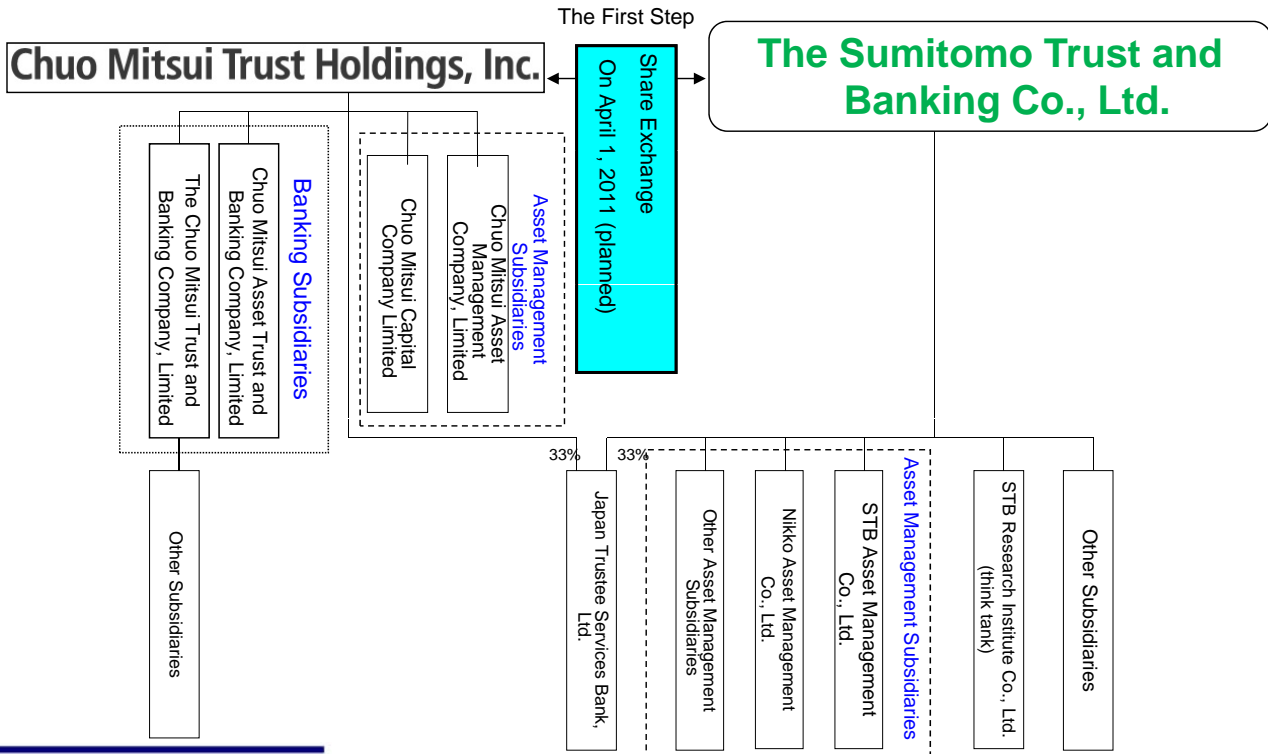 The First Step
Chuo Mitsui Trust Holdings, Inc.
Share Exchange
On April 1, 2011 (planned)
The Sumitomo Trust and
Banking Co., Ltd.
Banking Subsidiaries
Chuo Mitsui Asset Trust and
Banking Company, Limited
The Chuo Mitsui Trust and
Banking Company, Limited
Asset Management
Subsidiaries
Chuo Mitsui Asset
Management
Company, Limited
Chuo Mitsui Capital
Company Limited
Other Subsidiaries
33%
33%
Japan Trustee Services Bank,
Ltd.
Asset Management Subsidiaries
Other Asset Management
Subsidiaries
Nikko Asset Management
Co., Ltd.
STB Asset Management
Co., Ltd.
STB Research Institute Co., Ltd.
(think tank)
Other Subsidiaries